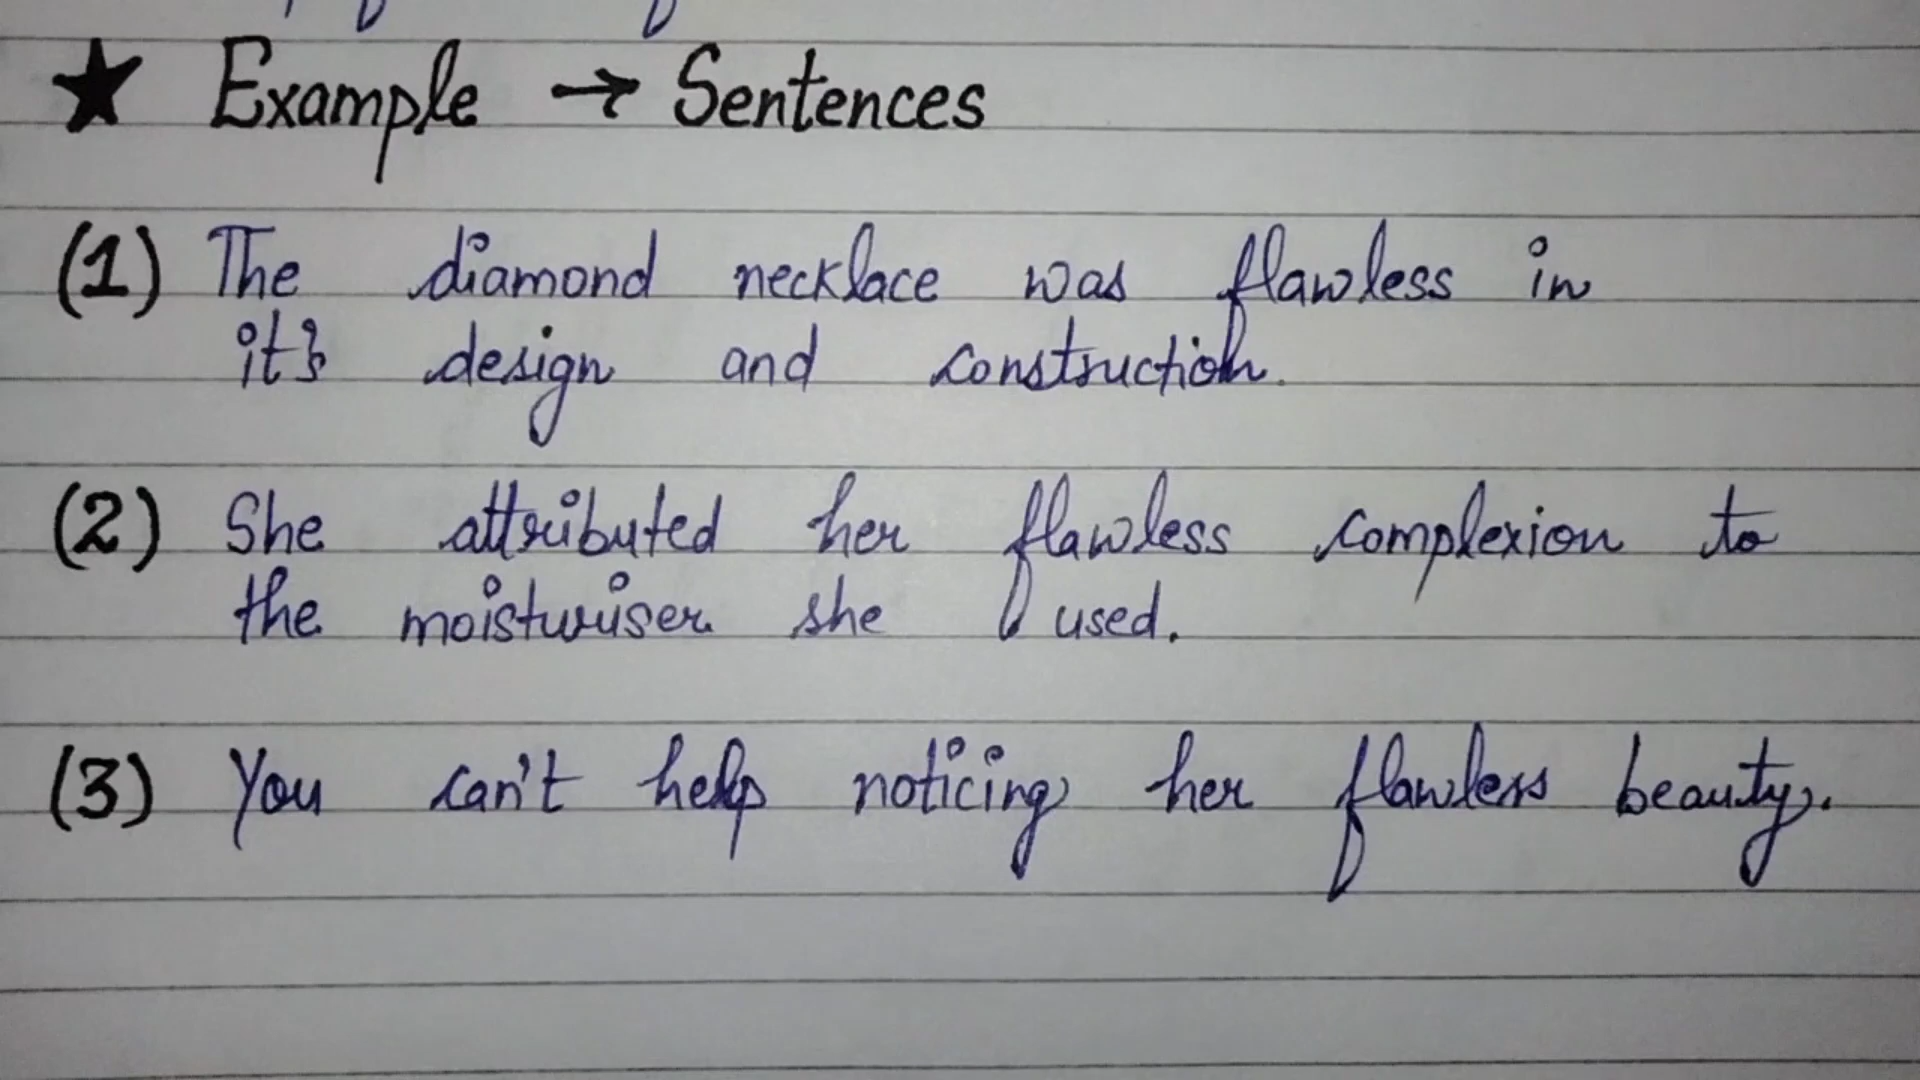 ★ Example → Sentences
(1) The diamond necklace was flawless in
it's design and construction.
(2) She attributed her flawless complexion to
the moisturiser she used.
(3) You can't help noticing her flawless beauty.